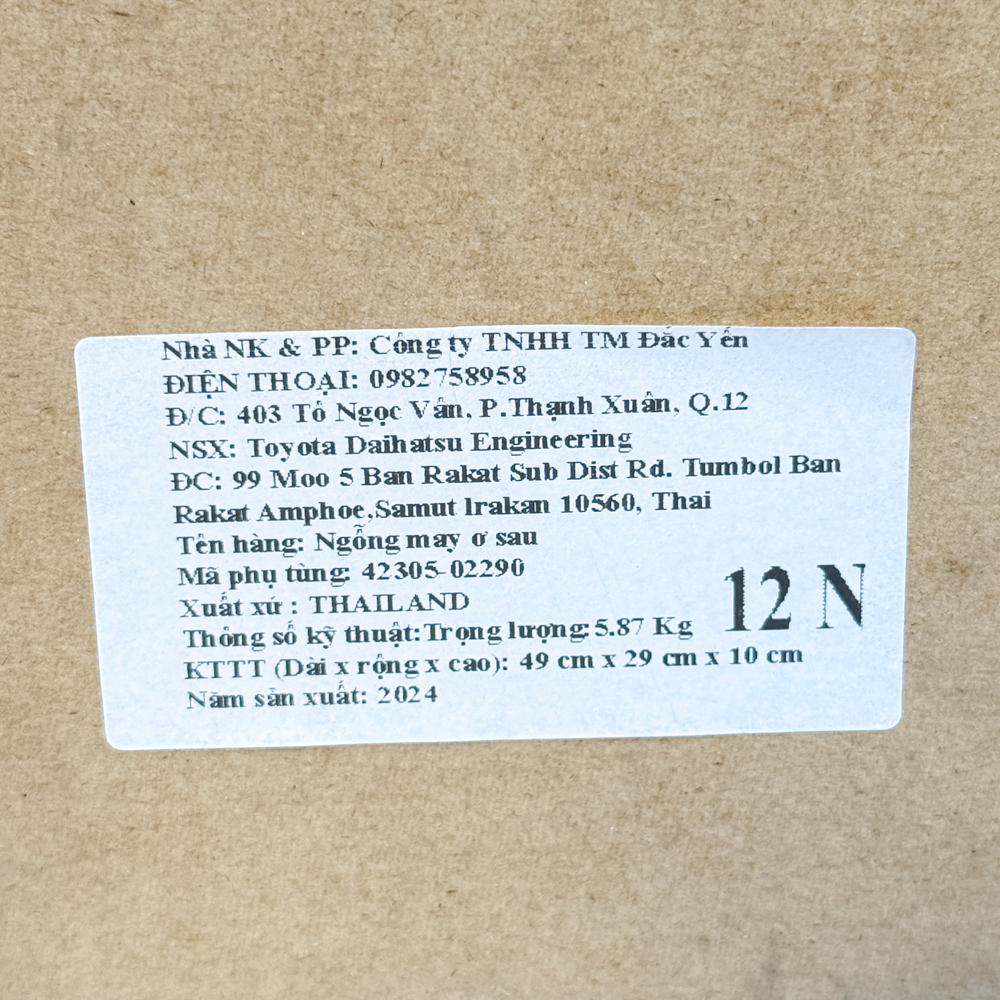 Nhà NK & PP: Công ty TNHH TM Đắc Yến
ĐIỆN THOẠI: 0982758958
Đ/C: 403 Tô Ngọc Vân, P.Thạnh Xuân, Q.12
NSX: Toyota Daihatsu Engineering
ĐC: 99 Moo 5 Ban Rakat Sub Dist Rd. Tumbol Ban
Rakat Amphoe,Samut lrakan 10560, Thai
Tên hàng: Ngỗng may ơ sau
Mã phụ tùng: 42305-02290
Xuất xứ : THAILAND
Thông số kỹ thuật:Trọng lượng:5.87 Kg
12 N
KTTT (Dài x rộng x cao): 49 cm x 29 cm x 10 cm
Năm sản xuất: 2024